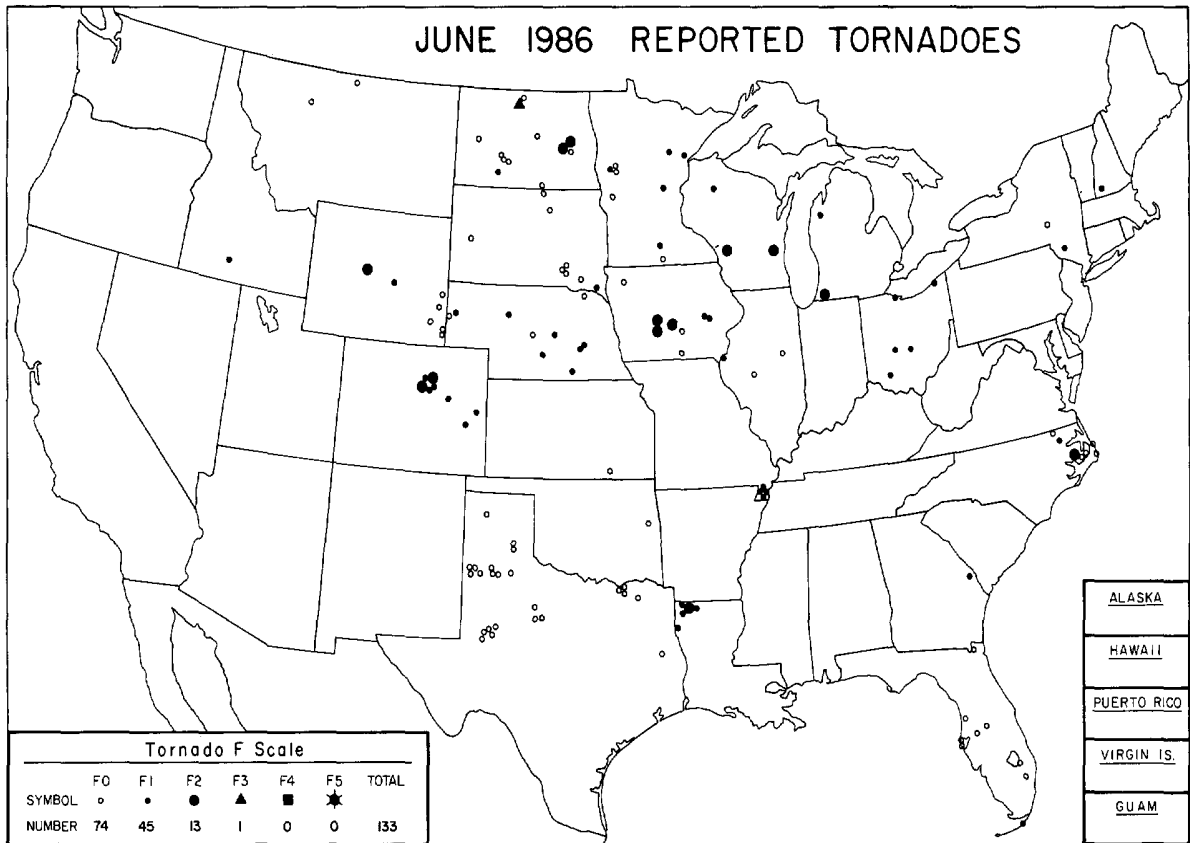 JUNE 1986 REPORTED TORNADOES
ALASKA
HAWAII
PUERTO RICO
VIRGIN IS.
GUAM
Tornado F Scale
F0 F1 F2 F3 F4 F5 TOTAL
SYMBOL
NUMBER 74 45 13 1 0 0 133